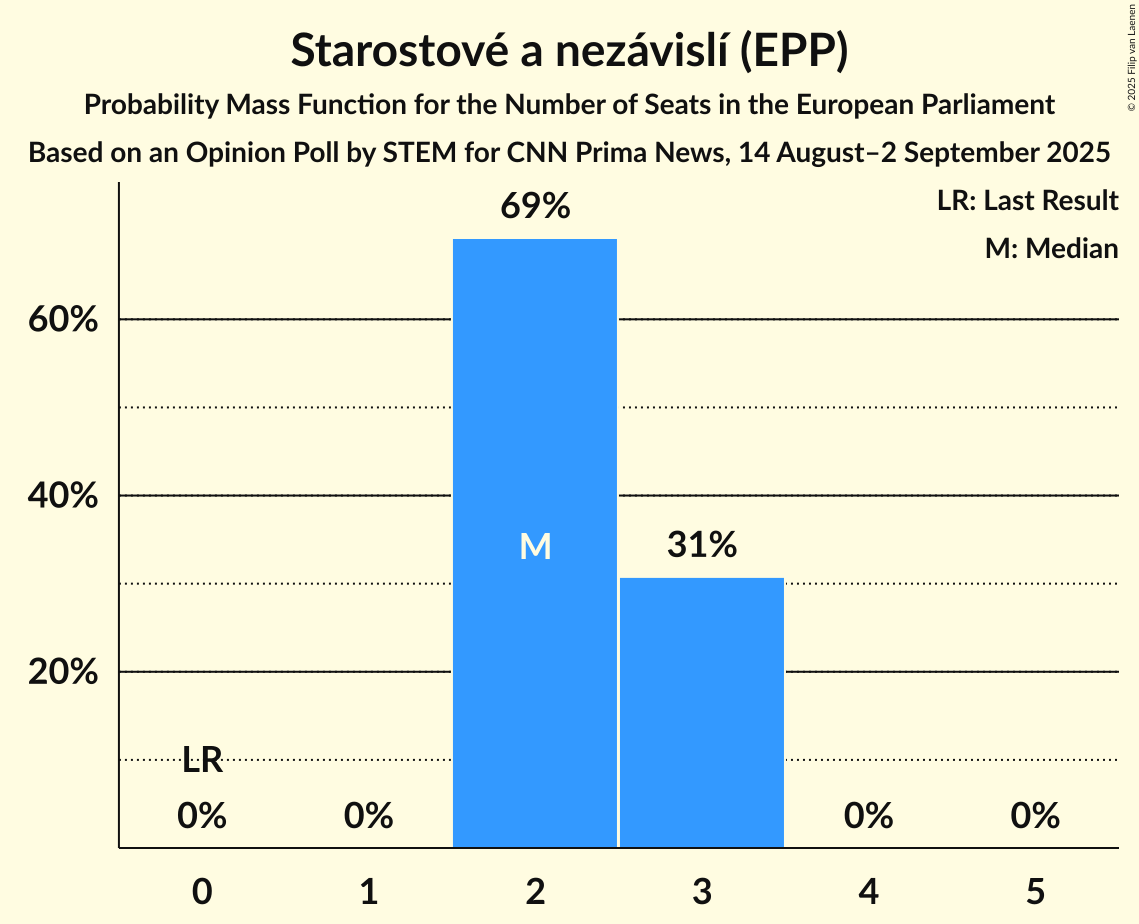 Starostové a nezávislí (EPP)
Probability Mass Function for the Number of Seats in the European Parliament
Based on an Opinion Poll by STEM for CNN Prima News, 14 August–2 September 2025
© 2025 Filip van Laenen
LR: Last Result
M: Median
69%
60%
40%
31%
M
20%
LR
0%
0%
0%
0%
0
1
2
3
4
5